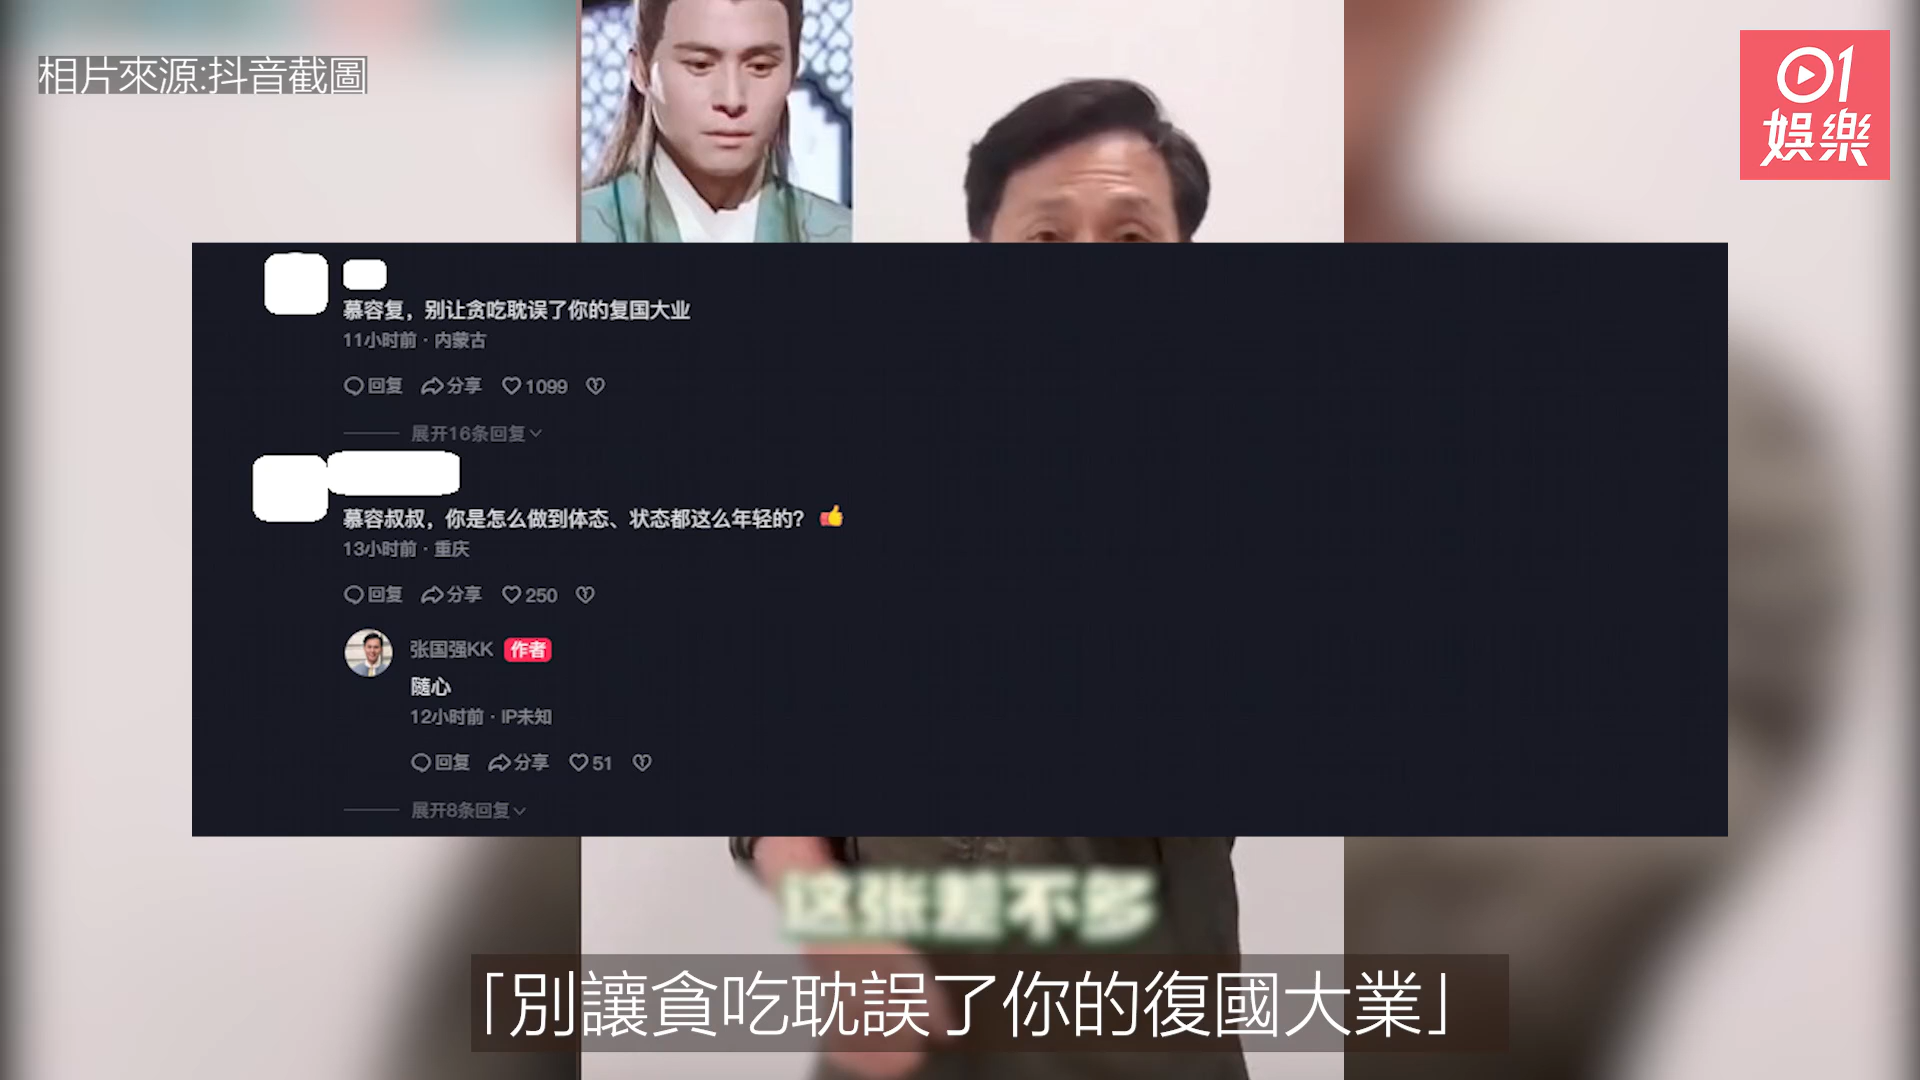 相片來源:抖音截圖
01
娛樂
慕容复，别让贪吃耽误了你的复国大业
11小时前 · 内蒙古
回复 分享 1099
展开16条回复
慕容叔叔，你是怎么做到体态、状态都这么年轻的？👍
13小时前 · 重庆
回复 分享 250
张国强KK 作者
隨心
12小时前 · IP未知
回复 分享 51
展开8条回复
这张差不多
「別讓貪吃耽誤了你的復國大業」